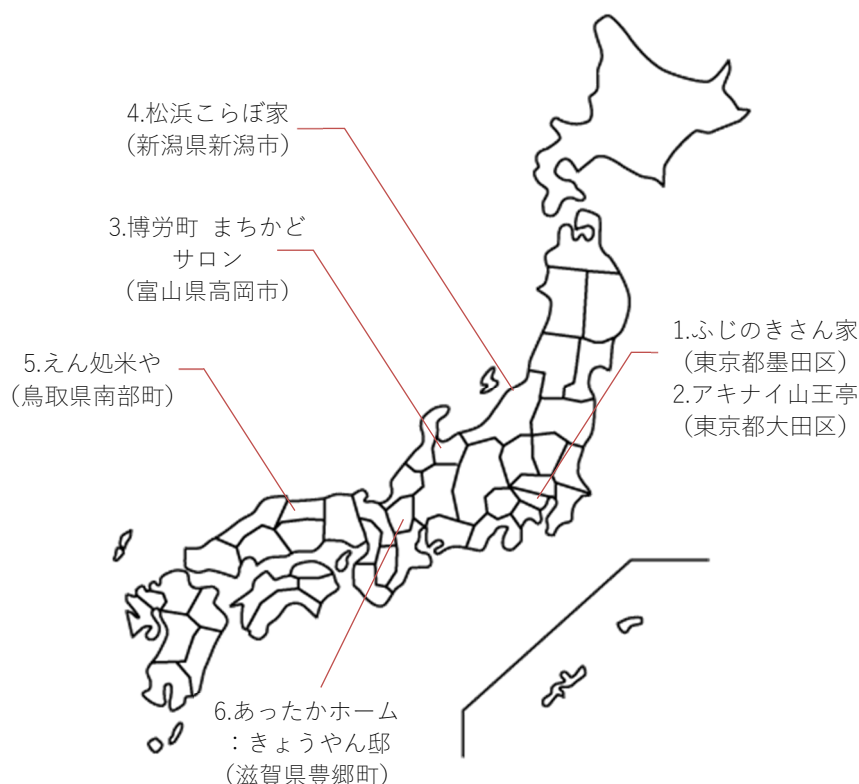 4.松浜こらぼ家
(新潟県新潟市)
3.博労町 まちかど
サロン
(富山県高岡市)
5.えん処米や
(鳥取県南部町)
1.ふじのきさん家
(東京都墨田区)
2.アキナイ山王亭
(東京都大田区)
6.あったかホーム
：きょうやん邸
(滋賀県豊郷町)